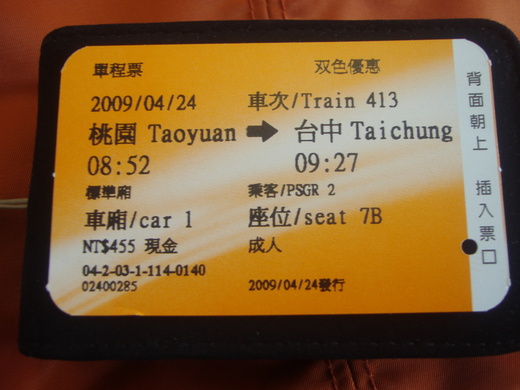 單程票 双色優惠
2009/04/24 車次/Train 413
桃園 Taoyuan → 台中 Taichung
08:52 09:27
標準廂 乘客/PSGR 2
車廂/car 1 座位/seat 7B
NT$455 現金 成人
04-2-03-1-114-0140
02400285 2009/04/24發行
背面朝上 插入票口